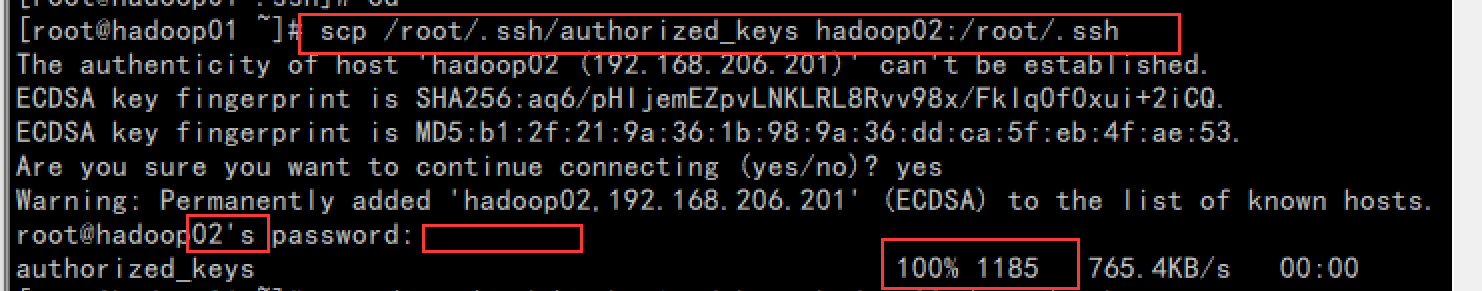 [root@hadoop01 ~]# scp /root/.ssh/authorized_keys hadoop02:/root/.ssh
The authenticity of host 'hadoop02 (192.168.206.201)' can't be established.
ECDSA key fingerprint is SHA256:aq6/pHljemEZpvLNKLRL8Rvv98x/Fklq0f0xui+2iCQ.
ECDSA key fingerprint is MD5:b1:2f:21:9a:36:1b:98:9a:36:dd:ca:5f:eb:4f:ae:53.
Are you sure you want to continue connecting (yes/no)? yes
Warning: Permanently added 'hadoop02,192.168.206.201' (ECDSA) to the list of known hosts.
root@hadoop02's password:
authorized_keys 100% 1185 765.4KB/s 00:00